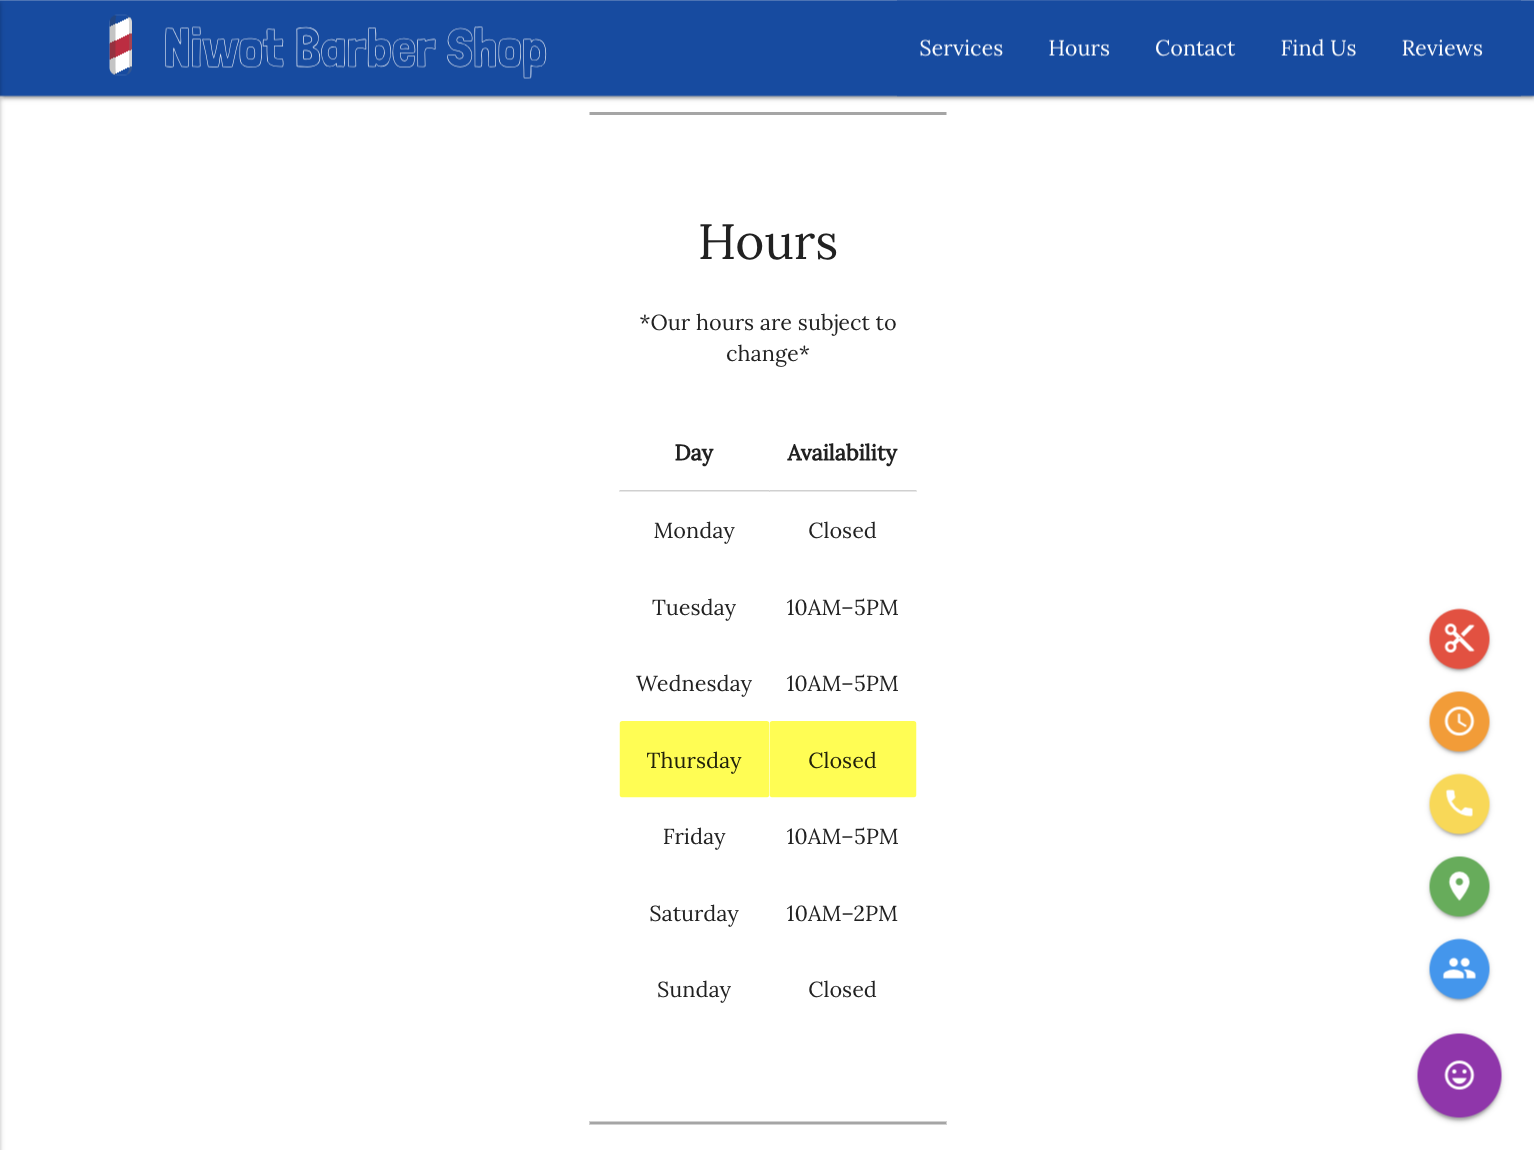 Niwot Barber Shop
Services Hours Contact Find Us Reviews
Hours
*Our hours are subject to
change*
Day Availability
Monday Closed
Tuesday 10AM–5PM
Wednesday 10AM–5PM
Thursday Closed
Friday 10AM–5PM
Saturday 10AM–2PM
Sunday Closed